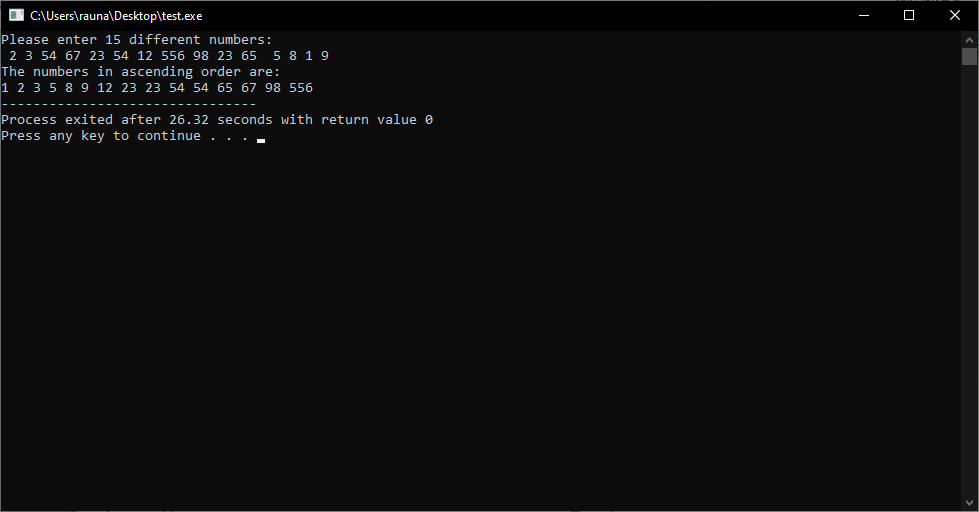 C:\Users\rauna\Desktop\test.exe
Please enter 15 different numbers:
 2 3 54 67 23 54 12 556 98 23 65  5 8 1 9
The numbers in ascending order are:
1 2 3 5 8 9 12 23 23 54 54 65 67 98 556
--------------------------------
Process exited after 26.32 seconds with return value 0
Press any key to continue . . .